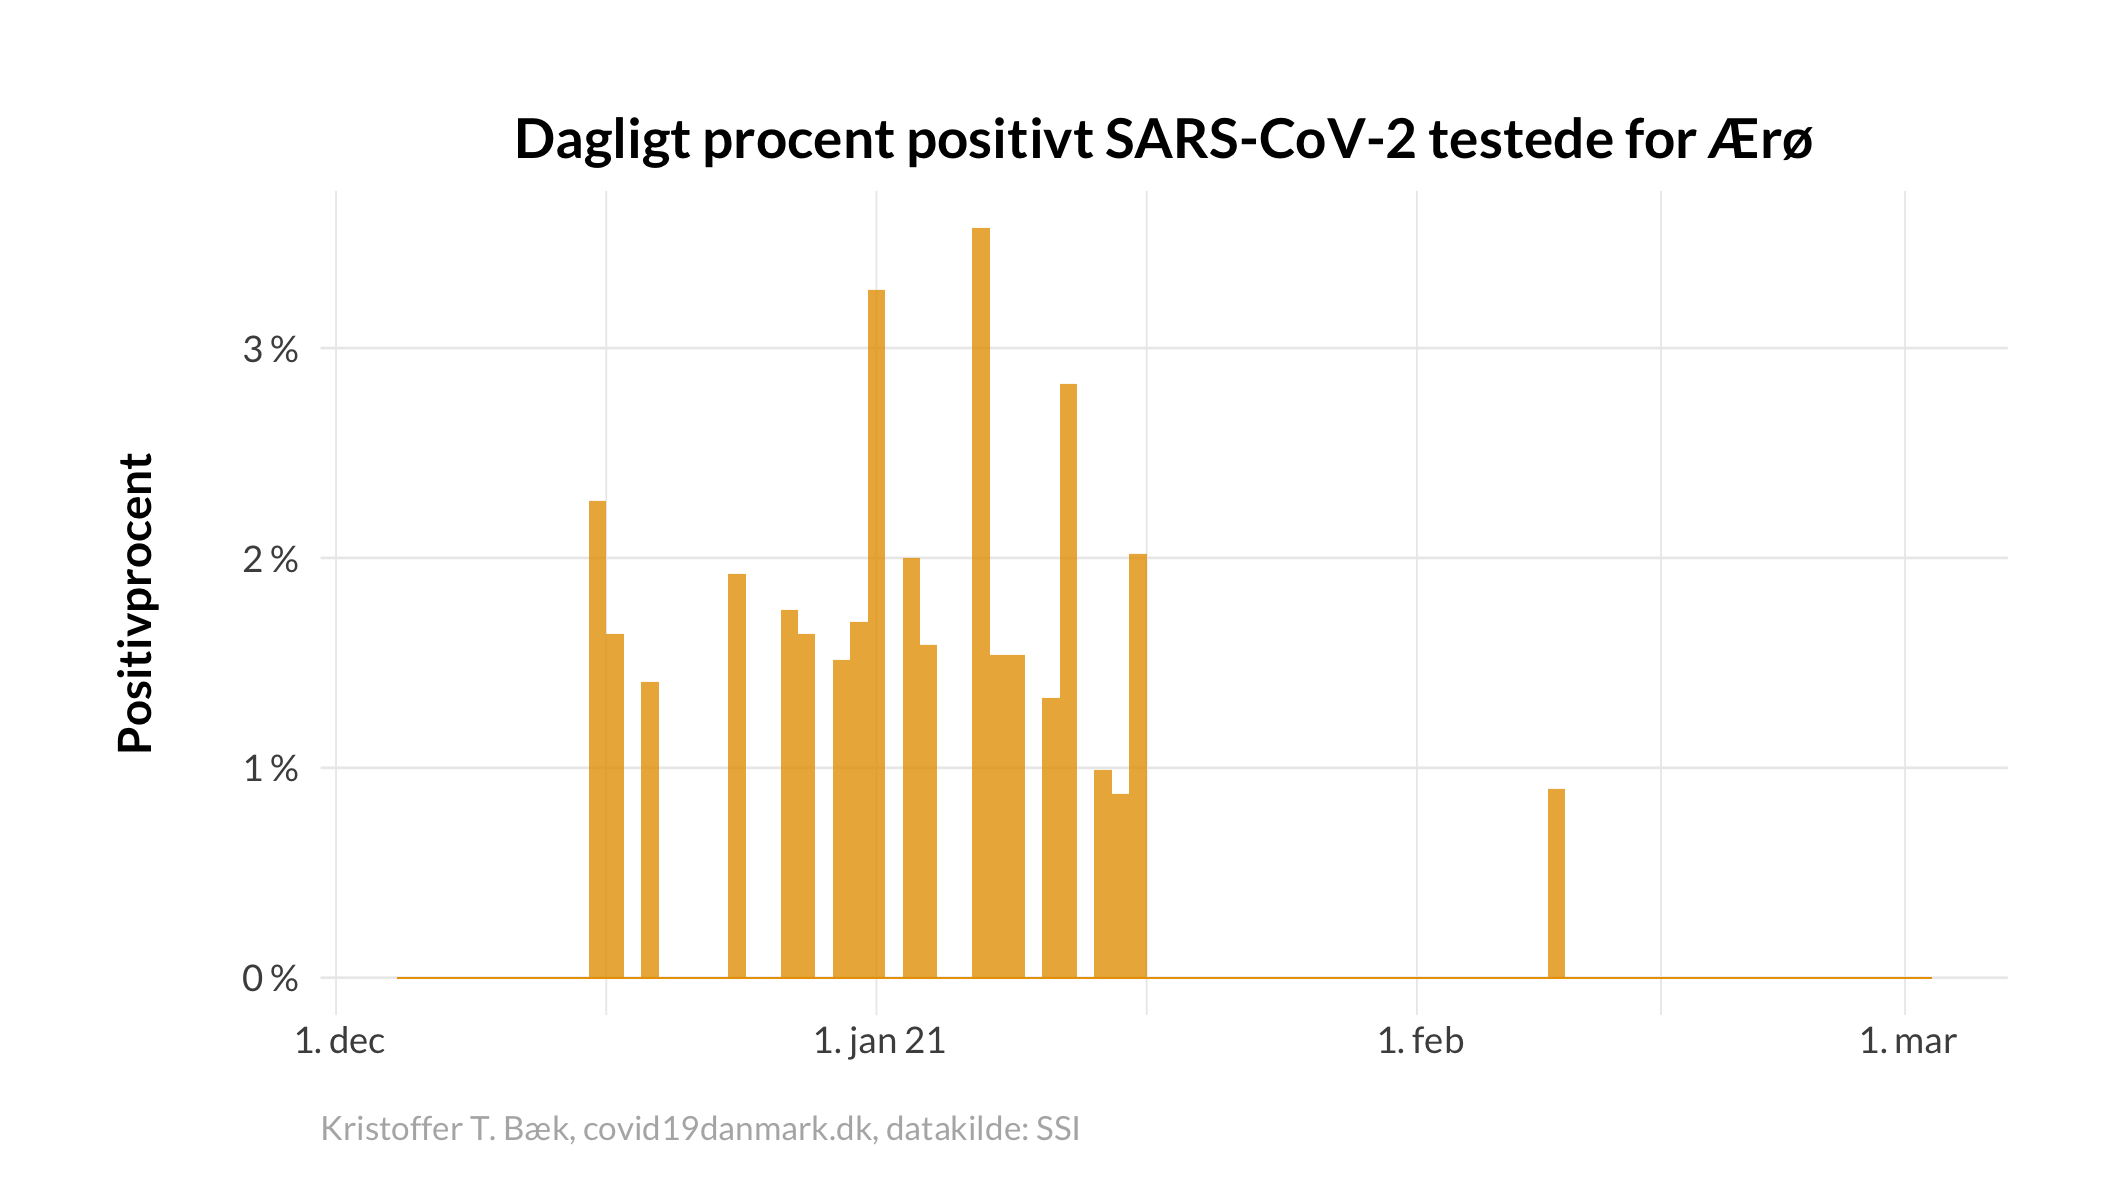 Dagligt procent positivt SARS-CoV-2 testede for Ærø
Positivprocent
3 %
2 %
1 %
0 %
1. dec
1. jan 21
1. feb
1. mar
Kristoffer T. Bæk, covid19danmark.dk, datakilde: SSI